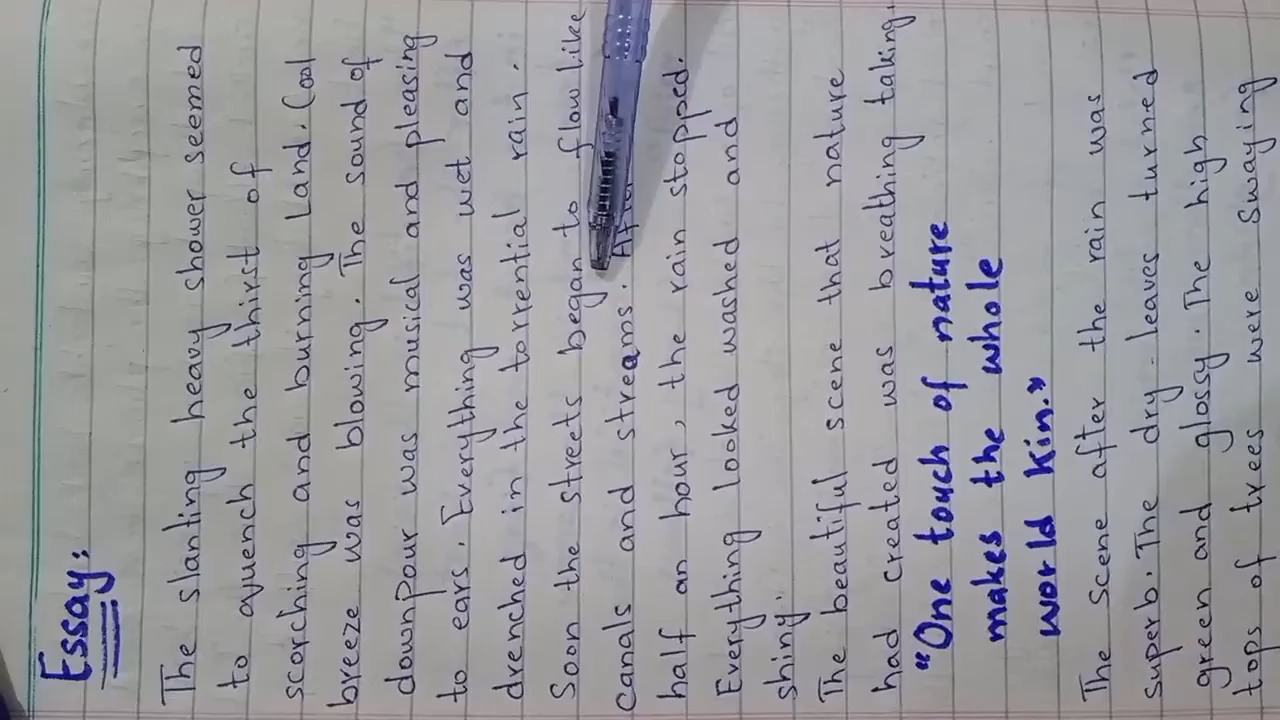 Essay:
The slanting heavy shower seemed
to quench the thirst of
scorching and burning Land. Cool
breeze was blowing. The sound of
downpour was musical and pleasing
to ears. Everything was wet and
drenched in the torrential rain.
Soon the streets began to flow like
canals and streams.
half an hour, the rain stopped.
Everything looked washed and
shiny.
The beautiful scene that nature
had created was breathing taking.
"One touch of nature
makes the whole
world Kin."
The scene after the rain was
superb. The dry leaves turned
green and glossy. The high
tops of trees were swaying